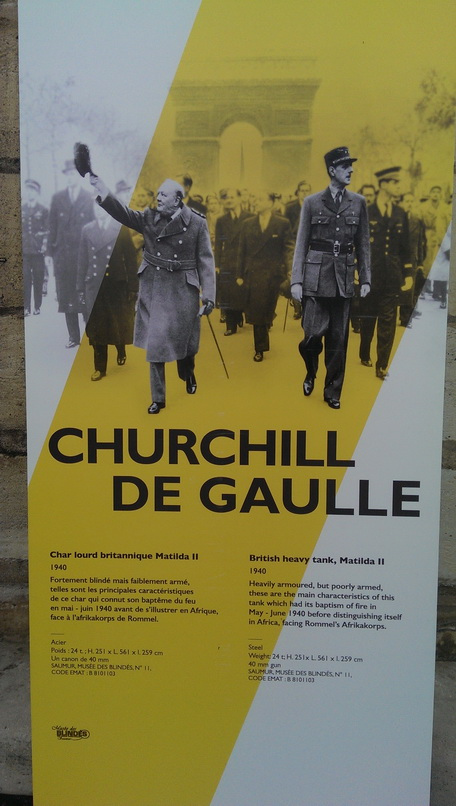 CHURCHILL
DE GAULLE
Char lourd britannique Matilda II
1940
Fortement blindé mais faiblement armé,
telles sont les principales caractéristiques
de ce char qui connut son baptême du feu
en mai - juin 1940 avant de s'illustrer en Afrique,
face à l'Afrikakorps de Rommel.
Acier
Poids : 24 t. ; H. 251 x L. 561 x l. 259 cm
Un canon de 40 mm
SAUMUR, MUSÉE DES BLINDÉS, N° 11,
CODE EMAT : B 8101103
British heavy tank, Matilda II
1940
Heavily armoured, but poorly armed,
these are the main characteristics of this
tank which had its baptism of fire in
May - June 1940 before distinguishing itself
in Africa, facing Rommel's Afrikakorps.
Steel
Weight: 24 t; H. 251x L. 561 x l. 259 cm
40 mm gun
SAUMUR, MUSÉE DES BLINDÉS, N° 11,
CODE EMAT : B 8101103
Musée des
BLINDÉS